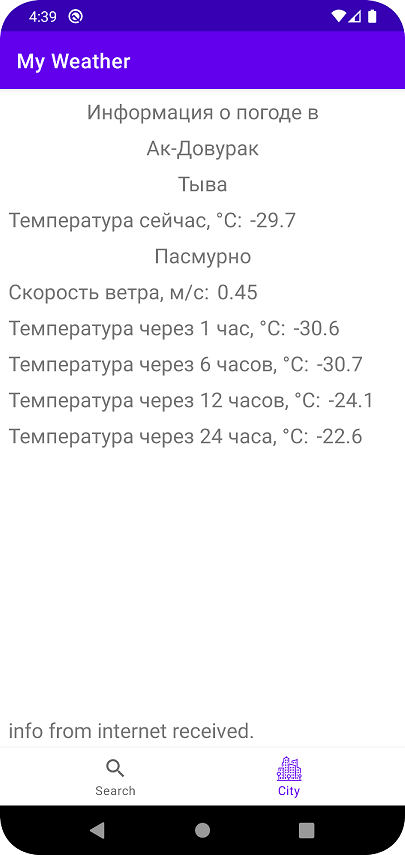 4:39
My Weather
Информация о погоде в
Ак-Довурак
Тыва
Температура сейчас, °C: -29.7
Пасмурно
Скорость ветра, м/с: 0.45
Температура через 1 час, °C: -30.6
Температура через 6 часов, °C: -30.7
Температура через 12 часов, °C: -24.1
Температура через 24 часа, °C: -22.6
info from internet received.
Search
City